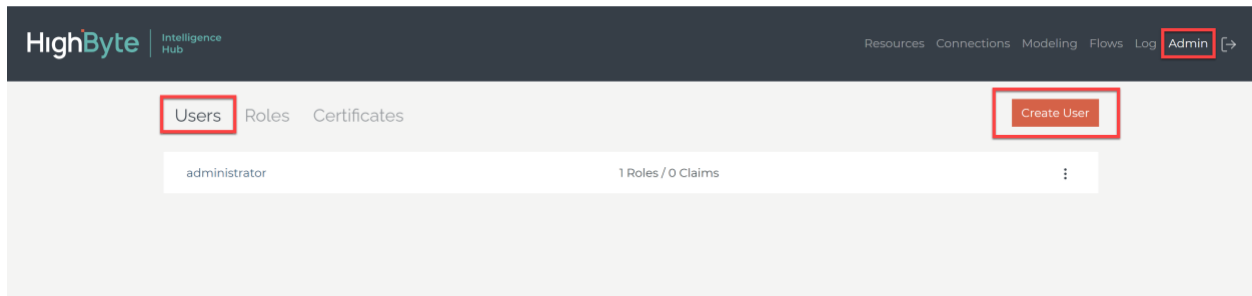 HighByte Intelligence Hub
Resources Connections Modeling Flows Log Admin
Users Roles Certificates Create User
administrator 1 Roles / 0 Claims